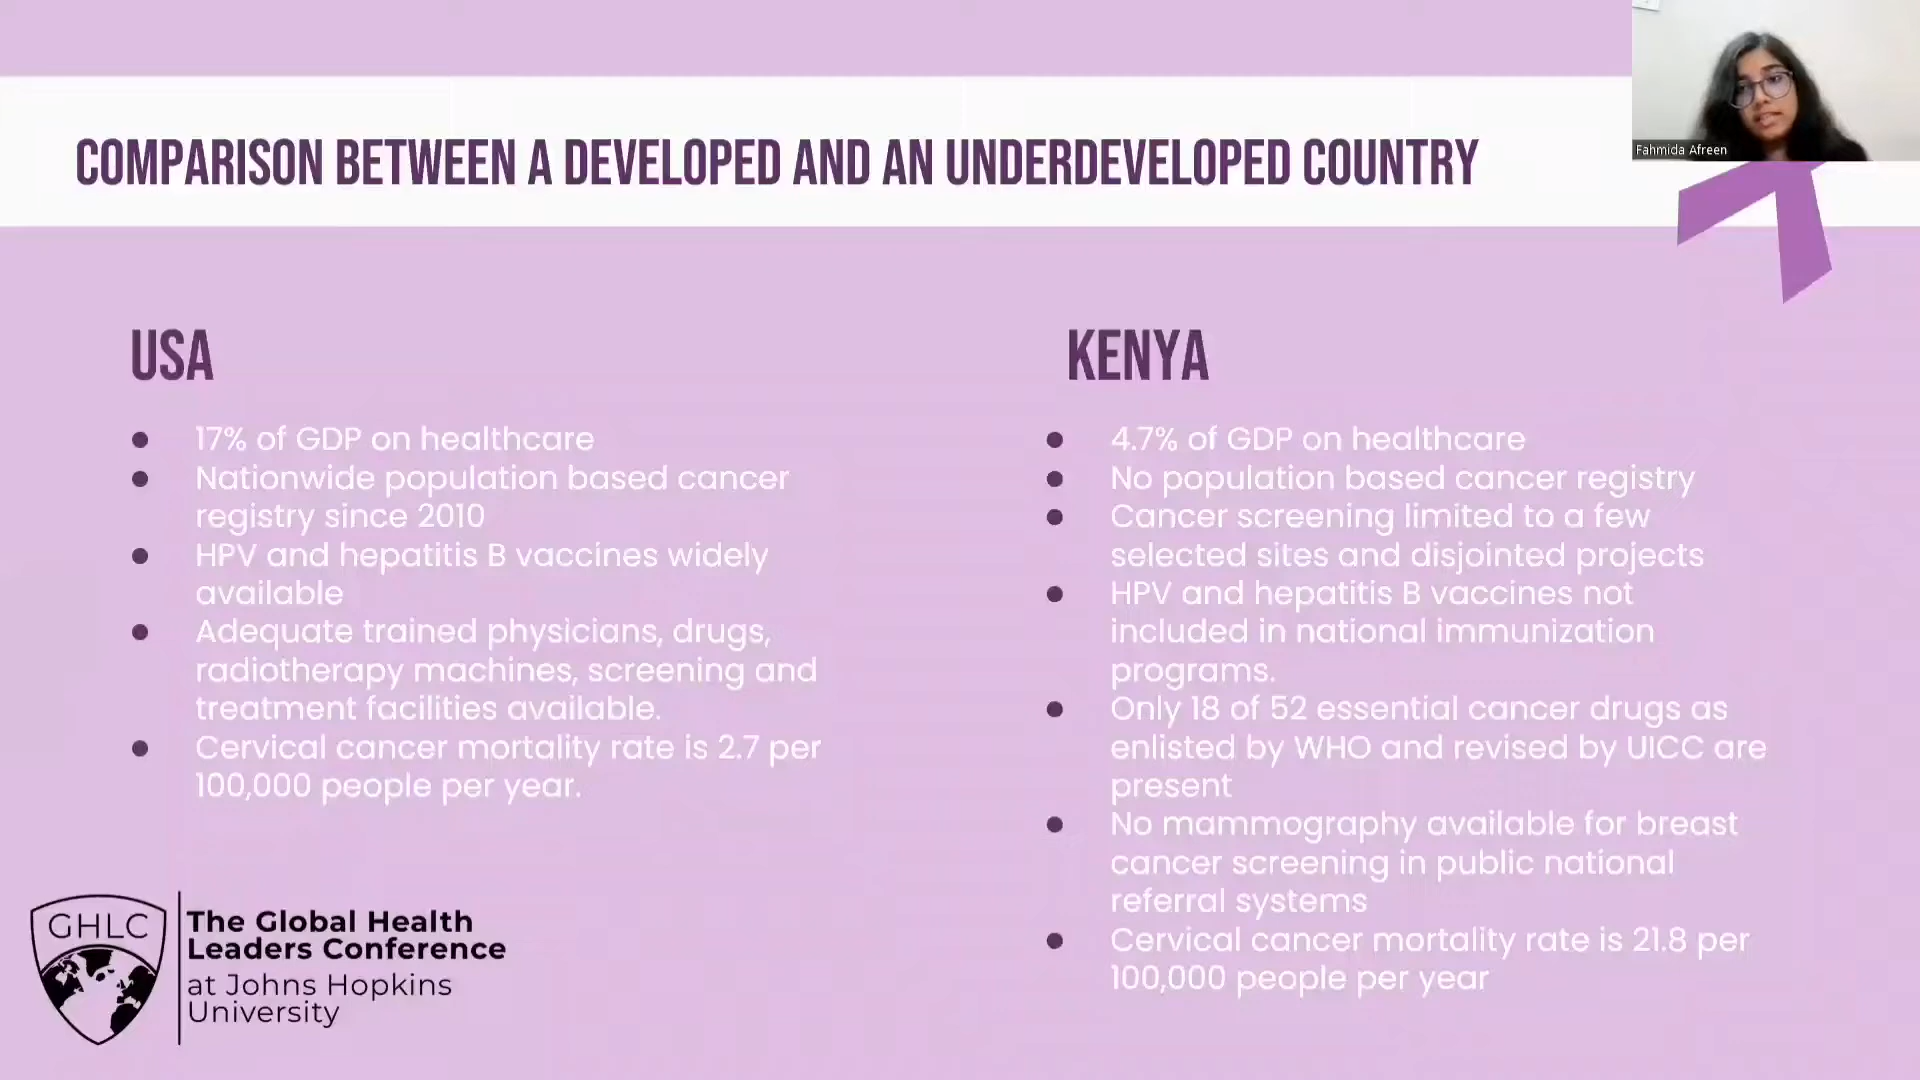 Fahmida Afreen
COMPARISON BETWEEN A DEVELOPED AND AN UNDERDEVELOPED COUNTRY
USA
17% of GDP on healthcare
Nationwide population based cancer
registry since 2010
HPV and hepatitis B vaccines widely
available
Adequate trained physicians, drugs,
radiotherapy machines, screening and
treatment facilities available.
Cervical cancer mortality rate is 2.7 per
100,000 people per year.
KENYA
4.7% of GDP on healthcare
No population based cancer registry
Cancer screening limited to a few
selected sites and disjointed projects
HPV and hepatitis B vaccines not
included in national immunization
programs.
Only 18 of 52 essential cancer drugs as
enlisted by WHO and revised by UICC are
present
No mammography available for breast
cancer screening in public national
referral systems
Cervical cancer mortality rate is 21.8 per
100,000 people per year
GHLC
The Global Health
Leaders Conference
at Johns Hopkins
University